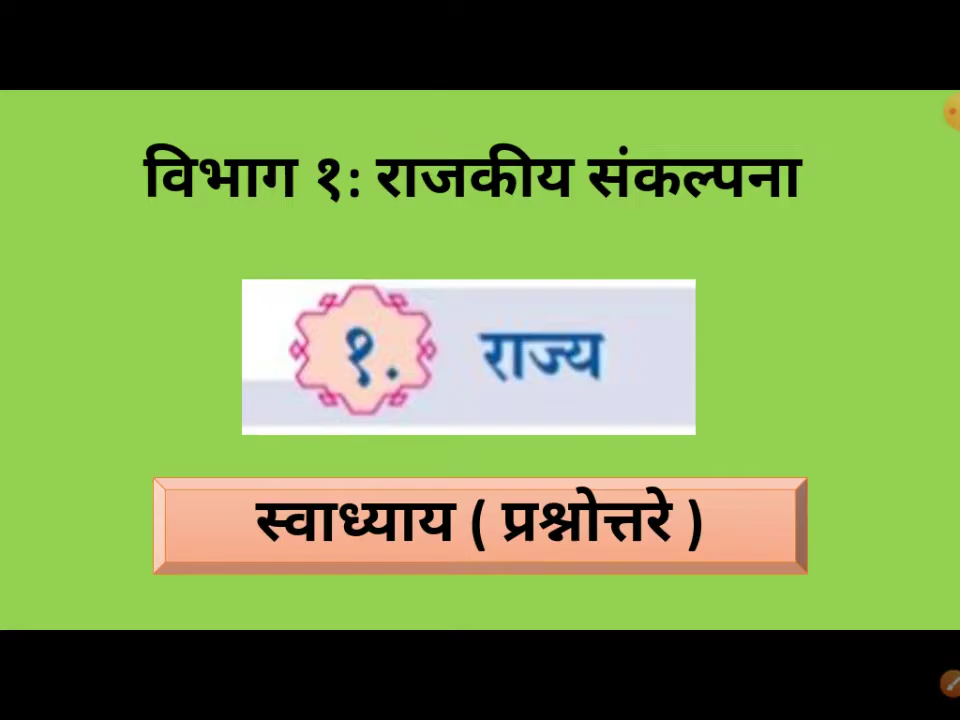 विभाग १: राजकीय संकल्पना
१. राज्य
स्वाध्याय ( प्रश्नोत्तरे )